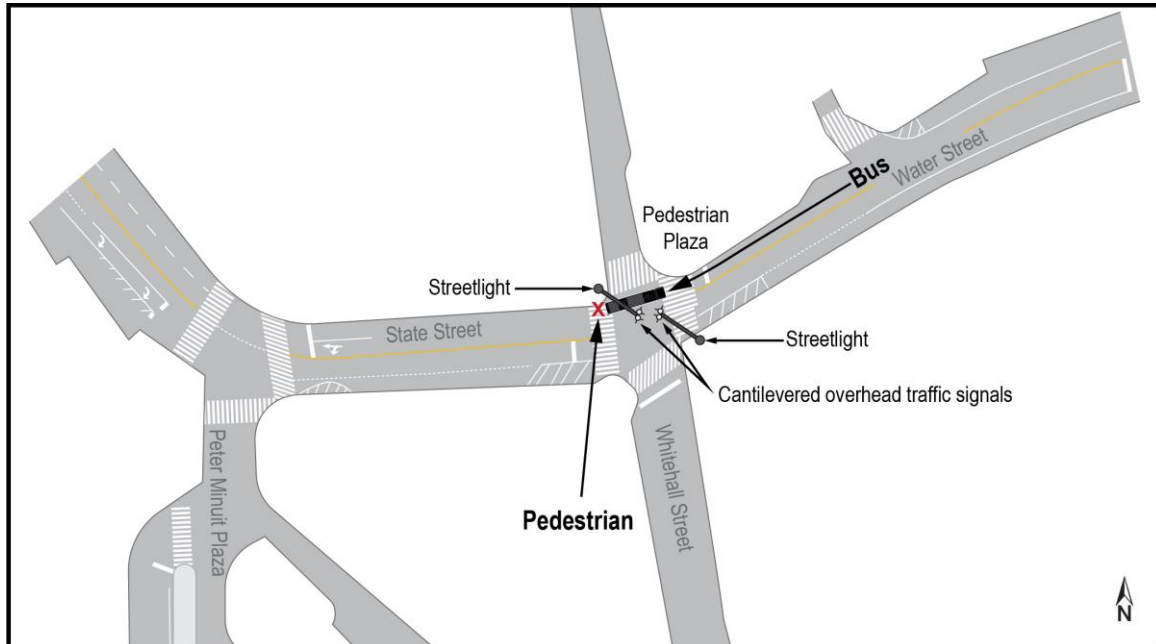 Water Street
Bus
Pedestrian
Plaza
Streetlight
State Street
Streetlight
Cantilevered overhead traffic signals
Peter Minuit Plaza
Whitehall Street
Pedestrian
X
N